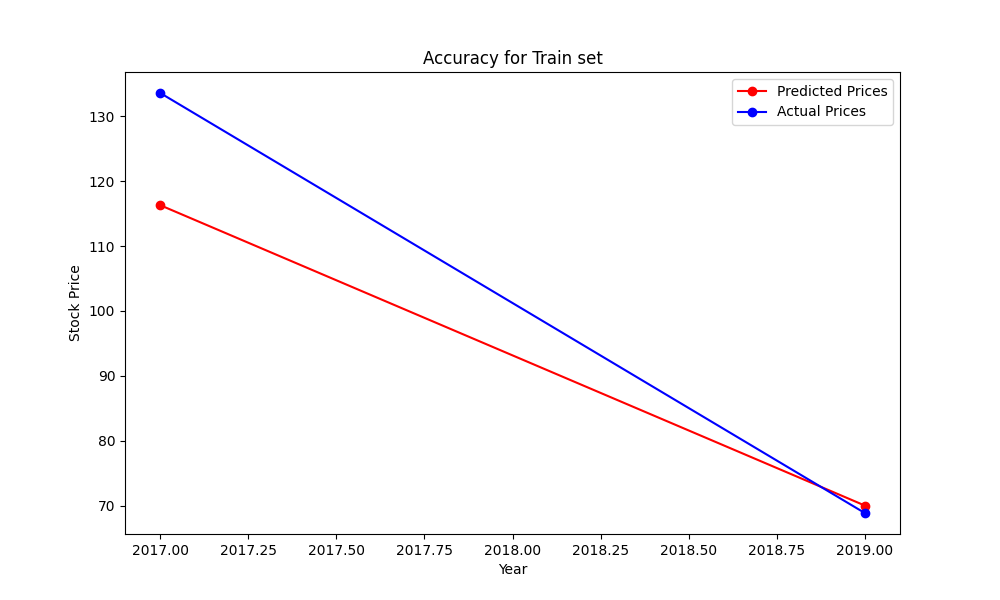 Accuracy for Train set
Predicted Prices
Actual Prices
Stock Price
130
120
110
100
90
80
70
2017.00 2017.25 2017.50 2017.75 2018.00 2018.25 2018.50 2018.75 2019.00
Year